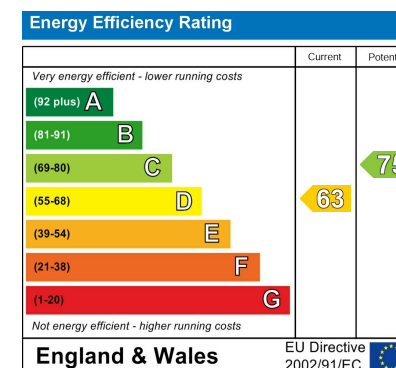 Energy Efficiency Rating
Current
Very energy efficient - lower running costs
(92 plus) A
(81-91) B
(69-80) C
(55-68) D
(39-54) E
(21-38) F
(1-20) G
63
Not energy efficient - higher running costs
England & Wales
EU Directive
2002/91/EC